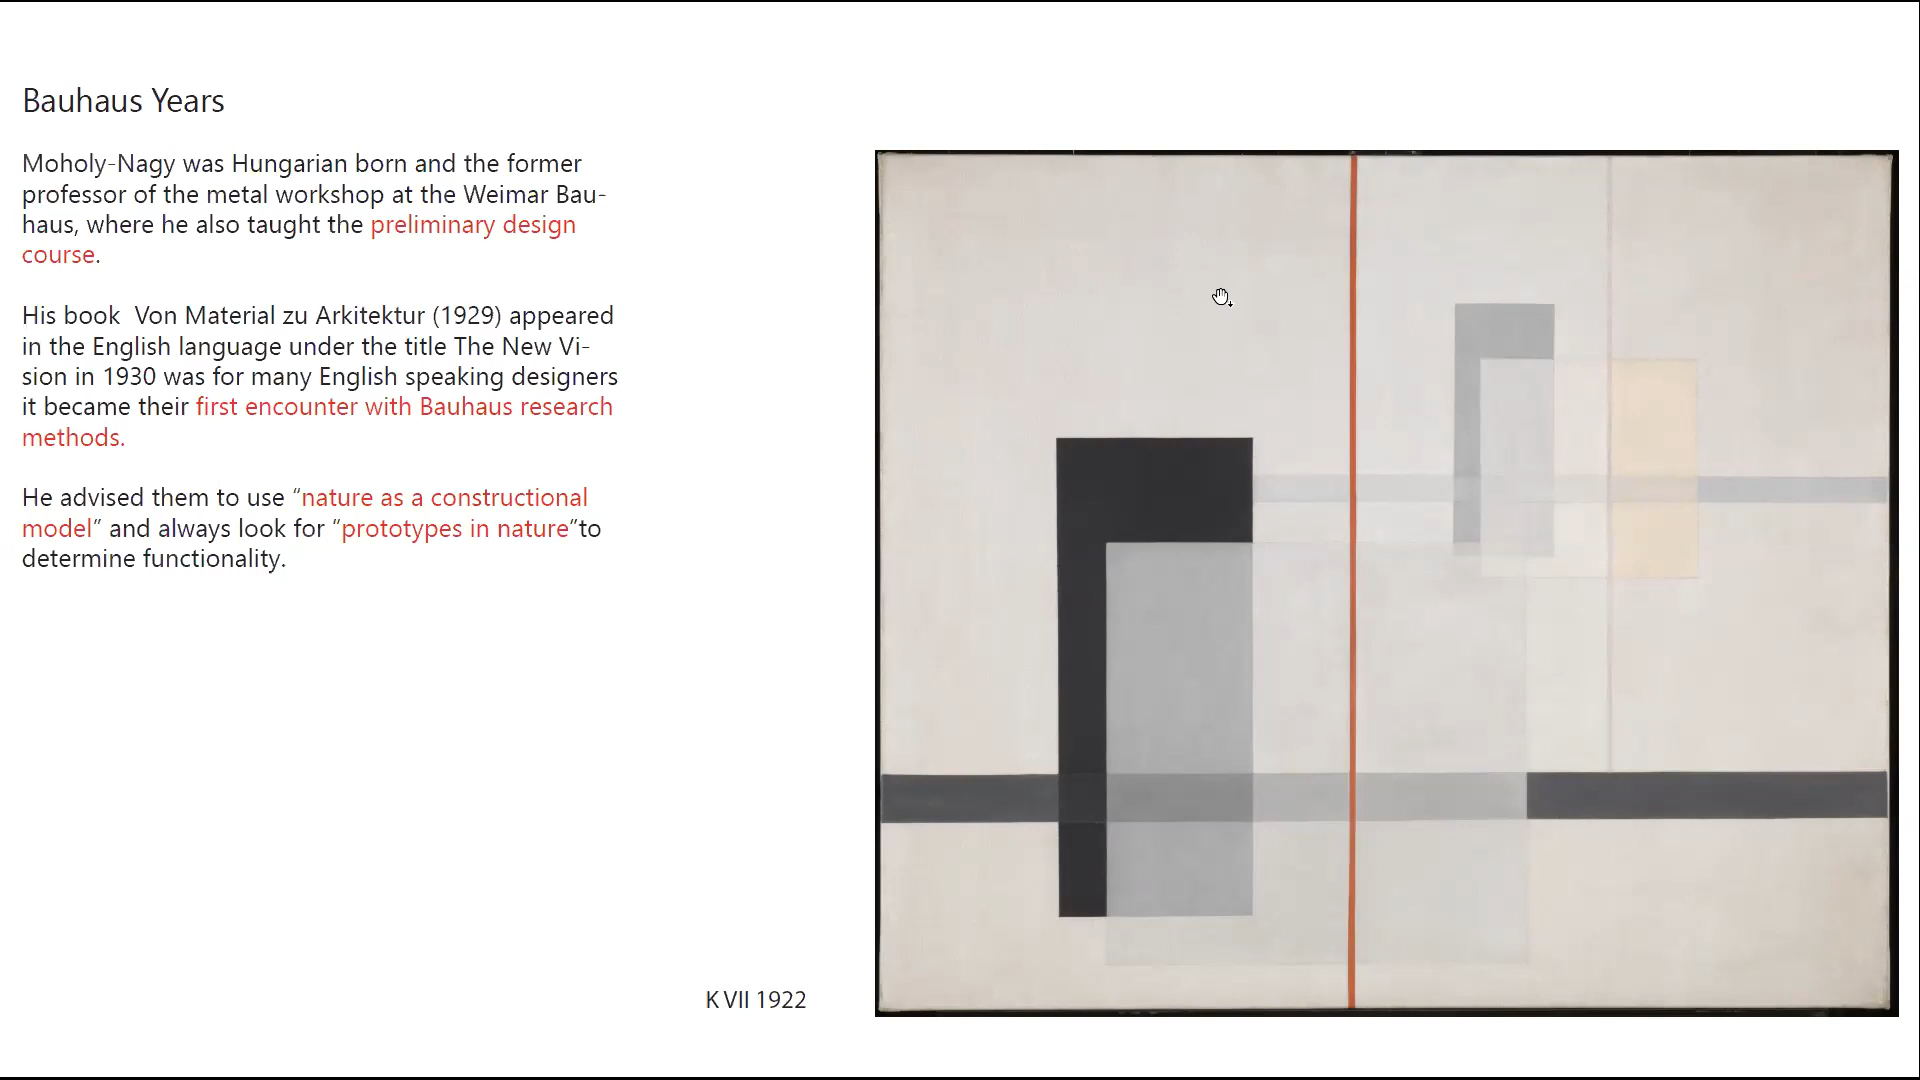 Bauhaus Years
Moholy-Nagy was Hungarian born and the former
professor of the metal workshop at the Weimar Bau-
haus, where he also taught the preliminary design
course.
His book  Von Material zu Arkitektur (1929) appeared
in the English language under the title The New Vi-
sion in 1930 was for many English speaking designers
it became their first encounter with Bauhaus research
methods.
He advised them to use “nature as a constructional
model” and always look for “prototypes in nature”to
determine functionality.
K VII 1922